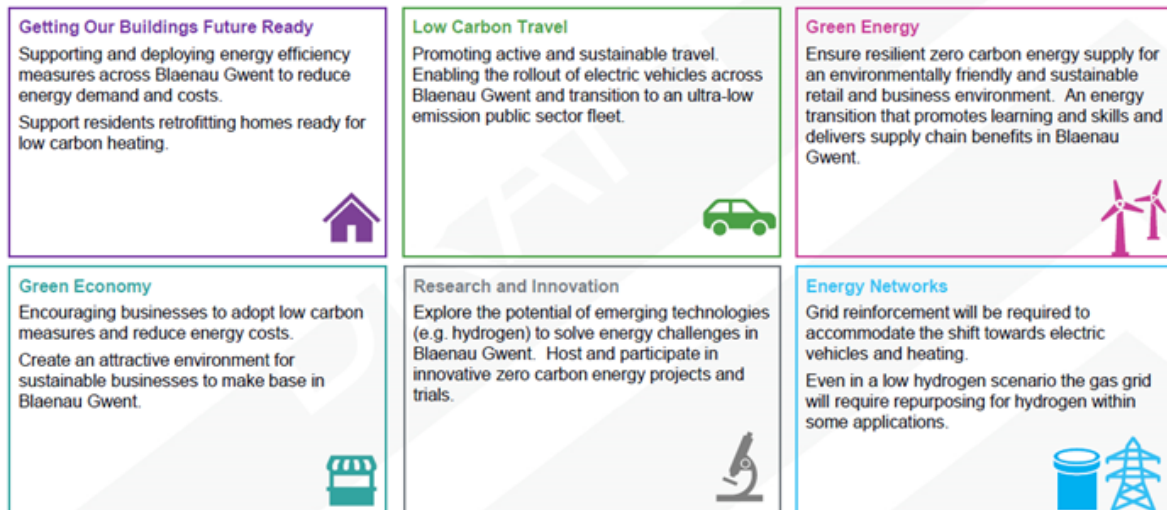 Getting Our Buildings Future Ready
Supporting and deploying energy efficiency
measures across Blaenau Gwent to reduce
energy demand and costs.
Support residents retrofitting homes ready for
low carbon heating.
Low Carbon Travel
Promoting active and sustainable travel.
Enabling the rollout of electric vehicles across
Blaenau Gwent and transition to an ultra-low
emission public sector fleet.
Green Energy
Ensure resilient zero carbon energy supply for
an environmentally friendly and sustainable
retail and business environment.  An energy
transition that promotes learning and skills and
delivers supply chain benefits in Blaenau
Gwent.
Green Economy
Encouraging businesses to adopt low carbon
measures and reduce energy costs.
Create an attractive environment for
sustainable businesses to make base in
Blaenau Gwent.
Research and Innovation
Explore the potential of emerging technologies
(e.g. hydrogen) to solve energy challenges in
Blaenau Gwent.  Host and participate in
innovative zero carbon energy projects and
trials.
Energy Networks
Grid reinforcement will be required to
accommodate the shift towards electric
vehicles and heating.
Even in a low hydrogen scenario the gas grid
will require repurposing for hydrogen within
some applications.